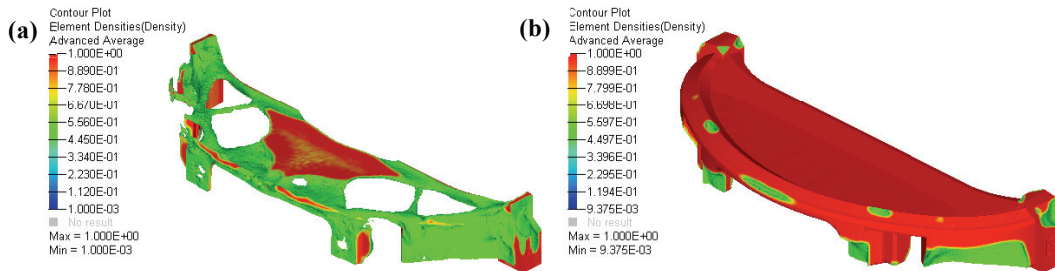 (a)
Contour Plot
Element Densities(Density)
Advanced Average
1.000E+00
8.890E-01
7.780E-01
6.670E-01
5.560E-01
4.450E-01
3.340E-01
2.230E-01
1.120E-01
1.000E-03
No result
Max = 1.000E+00
Min = 1.000E-03
(b)
Contour Plot
Element Densities(Density)
Advanced Average
1.000E+00
8.899E-01
7.799E-01
6.698E-01
5.597E-01
4.497E-01
3.396E-01
2.295E-01
1.194E-01
9.375E-03
No result
Max = 1.000E+00
Min = 9.375E-03